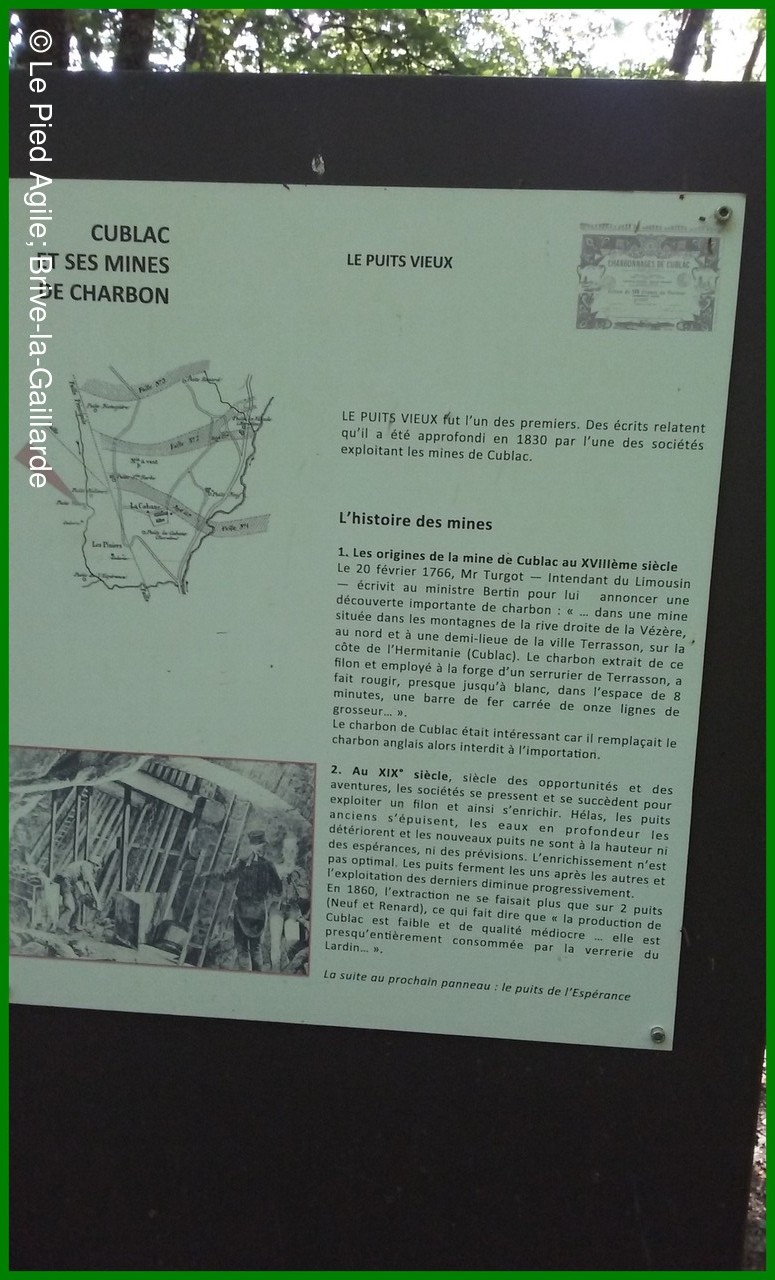 © Le Pied Agile; Brive-la-Gaillarde
CUBLAC
ET SES MINES
DE CHARBON
LE PUITS VIEUX
CHARBONNAGES DE CUBLAC
Faille N°3
Faille N°2
La Cabane
Les Pluiers
Faille N°1
LE PUITS VIEUX fut l'un des premiers. Des écrits relatent
qu'il a été approfondi en 1830 par l'une des sociétés
exploitant les mines de Cublac.
L'histoire des mines
1. Les origines de la mine de Cublac au XVIIIème siècle
Le 20 février 1766, Mr Turgot — Intendant du Limousin
— écrivit au ministre Bertin pour lui annoncer une
découverte importante de charbon : « ... dans une mine
située dans les montagnes de la rive droite de la Vézère,
au nord et à une demi-lieue de la ville Terrasson, sur la
côte de l'Hermitanie (Cublac). Le charbon extrait de ce
filon et employé à la forge d'un serrurier de Terrasson, a
fait rougir, presque jusqu'à blanc, dans l'espace de 8
minutes, une barre de fer carrée de onze lignes de
grosseur... ».
Le charbon de Cublac était intéressant car il remplaçait le
charbon anglais alors interdit à l'importation.
2. Au XIX° siècle, siècle des opportunités et des
aventures, les sociétés se pressent et se succèdent pour
exploiter un filon et ainsi s'enrichir. Hélas, les puits
anciens s'épuisent, les eaux en profondeur les
détériorent et les nouveaux puits ne sont à la hauteur ni
des espérances, ni des prévisions. L'enrichissement n'est
pas optimal. Les puits ferment les uns après les autres et
l'exploitation des derniers diminue progressivement.
En 1860, l'extraction ne se faisait plus que sur 2 puits
(Neuf et Renard), ce qui fait dire que « la production de
Cublac est faible et de qualité médiocre ... elle est
presqu'entièrement consommée par la verrerie du
Lardin... ».
La suite au prochain panneau : le puits de l'Espérance